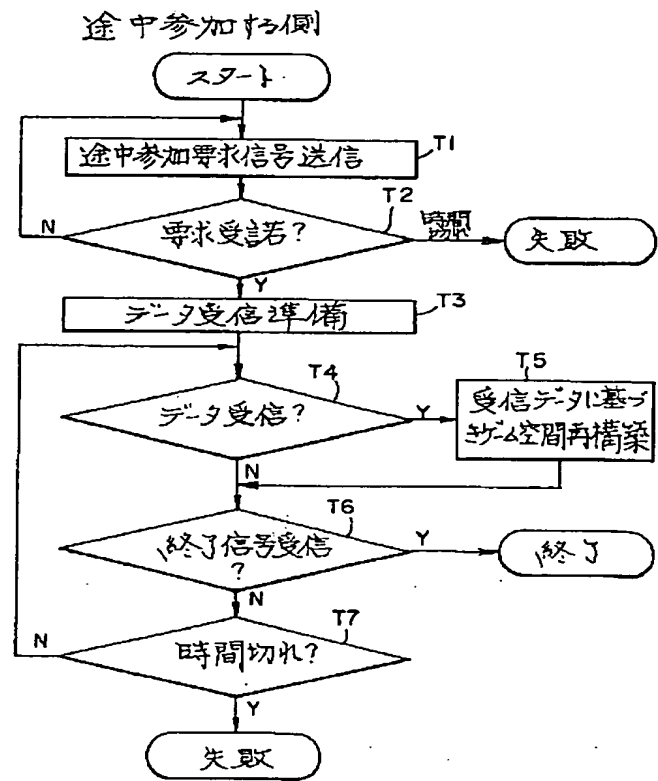 途中参加する側
スタート
途中参加要求信号送信
T1
T2
N
要求受諾?
時間
切れ
失敗
Y
データ受信準備
T3
T4
データ受信?
Y
T5
受信データに基づ
きゲーム空間再構築
N
T6
終了信号受信
?
Y
終了
N
T7
N
時間切れ?
Y
失敗